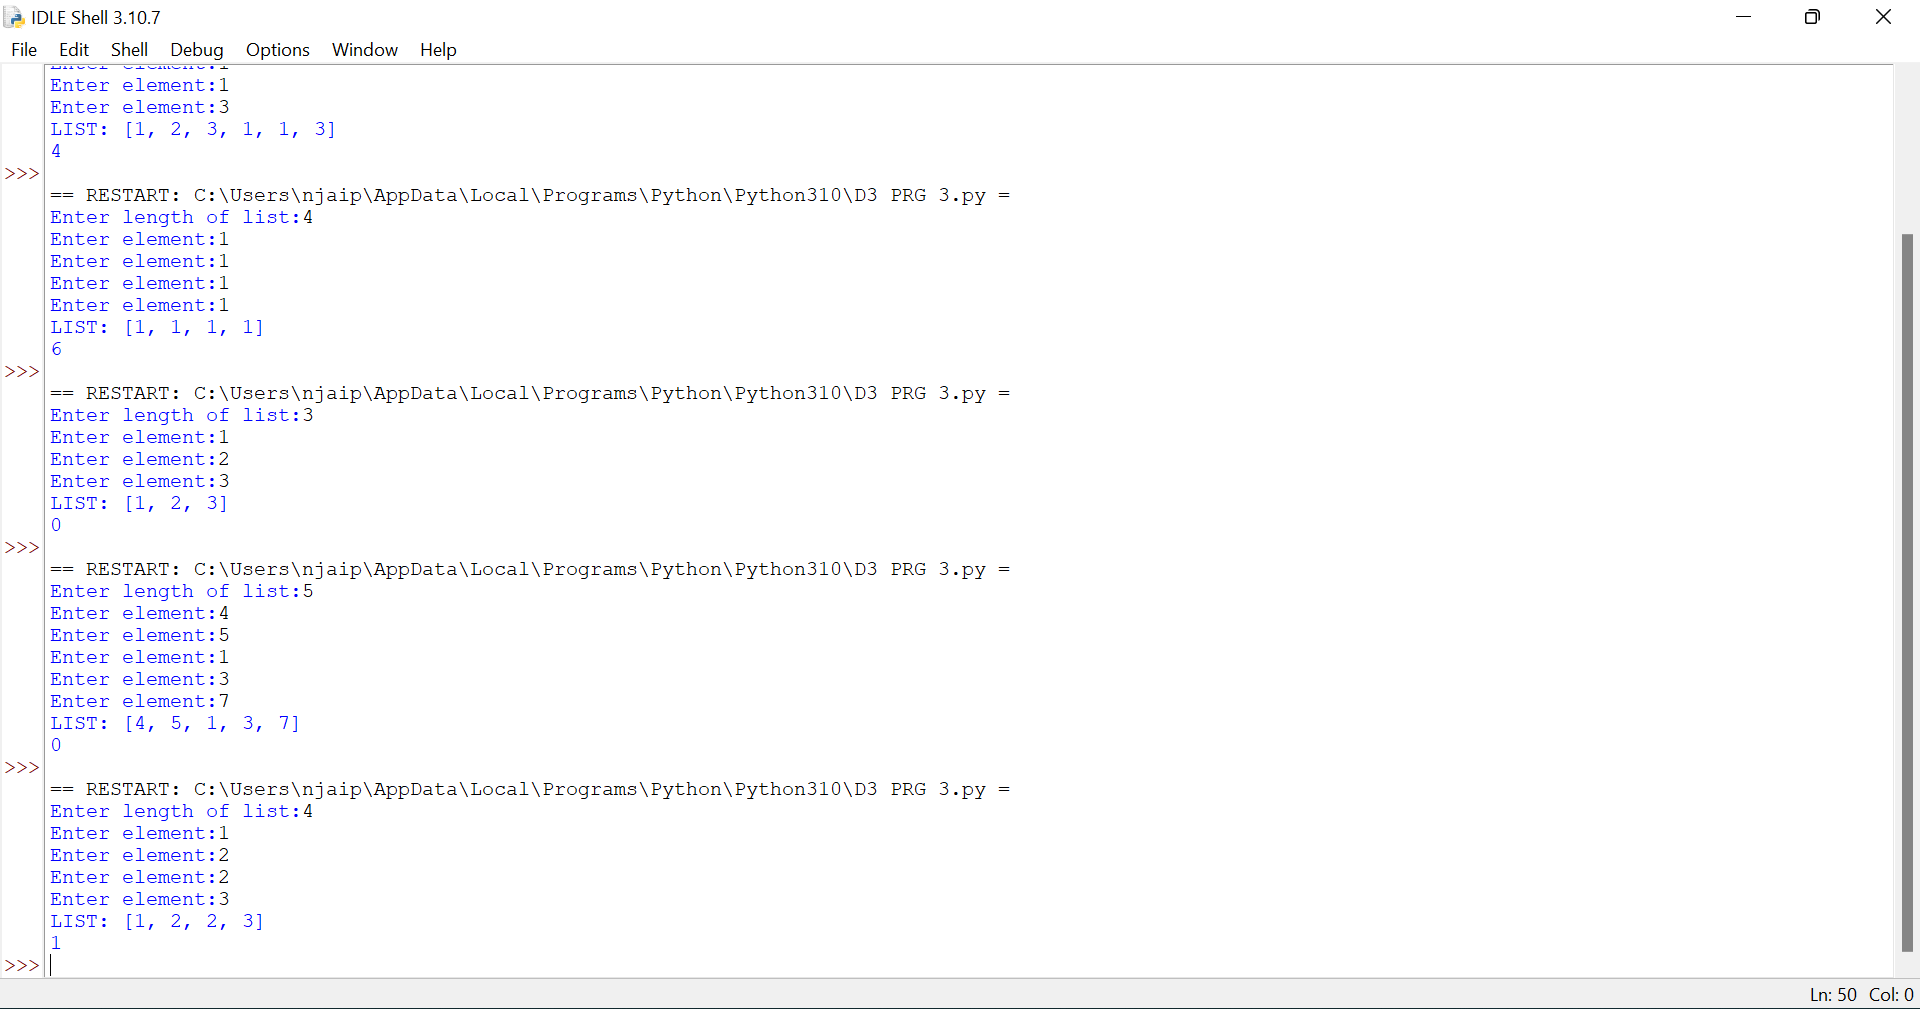 IDLE Shell 3.10.7
File Edit Shell Debug Options Window Help
Enter element:1
Enter element:1
Enter element:3
LIST: [1, 2, 3, 1, 1, 3]
4
>>>
== RESTART: C:\Users\njaip\AppData\Local\Programs\Python\Python310\D3 PRG 3.py =
Enter length of list:4
Enter element:1
Enter element:1
Enter element:1
Enter element:1
LIST: [1, 1, 1, 1]
6
>>>
== RESTART: C:\Users\njaip\AppData\Local\Programs\Python\Python310\D3 PRG 3.py =
Enter length of list:3
Enter element:1
Enter element:2
Enter element:3
LIST: [1, 2, 3]
0
>>>
== RESTART: C:\Users\njaip\AppData\Local\Programs\Python\Python310\D3 PRG 3.py =
Enter length of list:5
Enter element:4
Enter element:5
Enter element:1
Enter element:3
Enter element:7
LIST: [4, 5, 1, 3, 7]
0
>>>
== RESTART: C:\Users\njaip\AppData\Local\Programs\Python\Python310\D3 PRG 3.py =
Enter length of list:4
Enter element:1
Enter element:2
Enter element:2
Enter element:3
LIST: [1, 2, 2, 3]
1
>>>
Ln: 50 Col: 0